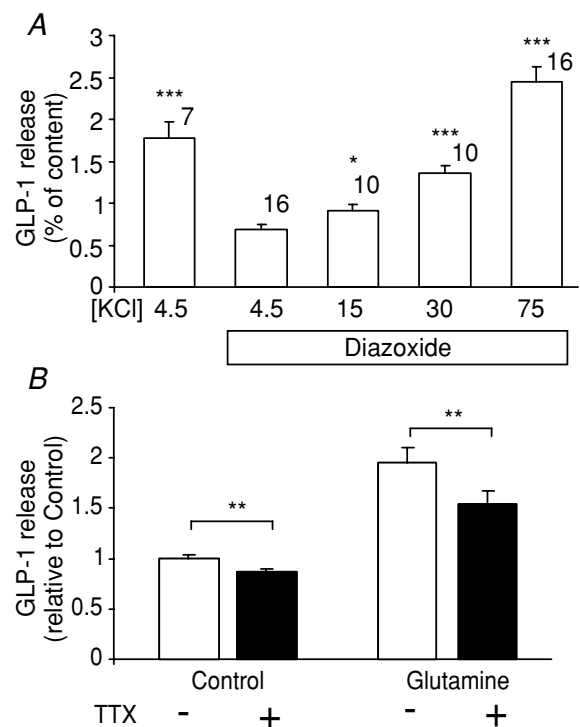 A
GLP-1 release
(% of content)
3
2.5
2
1.5
1
0.5
0
***
7
16
*
10
***
10
***
16
[KCl] 4.5 4.5 15 30 75
Diazoxide
B
GLP-1 release
(relative to Control)
2.5
2
1.5
1
0.5
0
**
**
Control Glutamine
TTX - + - +